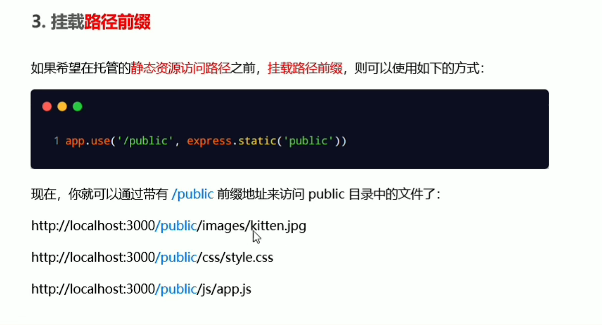 3. 挂载路径前缀
如果希望在托管的静态资源访问路径之前，挂载路径前缀，则可以使用如下的方式：
1 app.use('/public', express.static('public'))
现在，你就可以通过带有 /public 前缀地址来访问 public 目录中的文件了：
http://localhost:3000/public/images/kitten.jpg
http://localhost:3000/public/css/style.css
http://localhost:3000/public/js/app.js